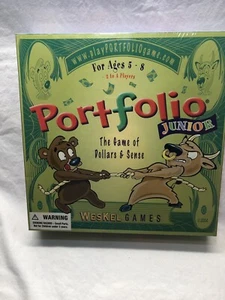 www.playPORTFOLIOgame.com
For Ages 5 - 8
2 to 4 Players
Portfolio
JUNIOR
The Game of
Dollars & Sense
WARNING
WESKEL GAMES